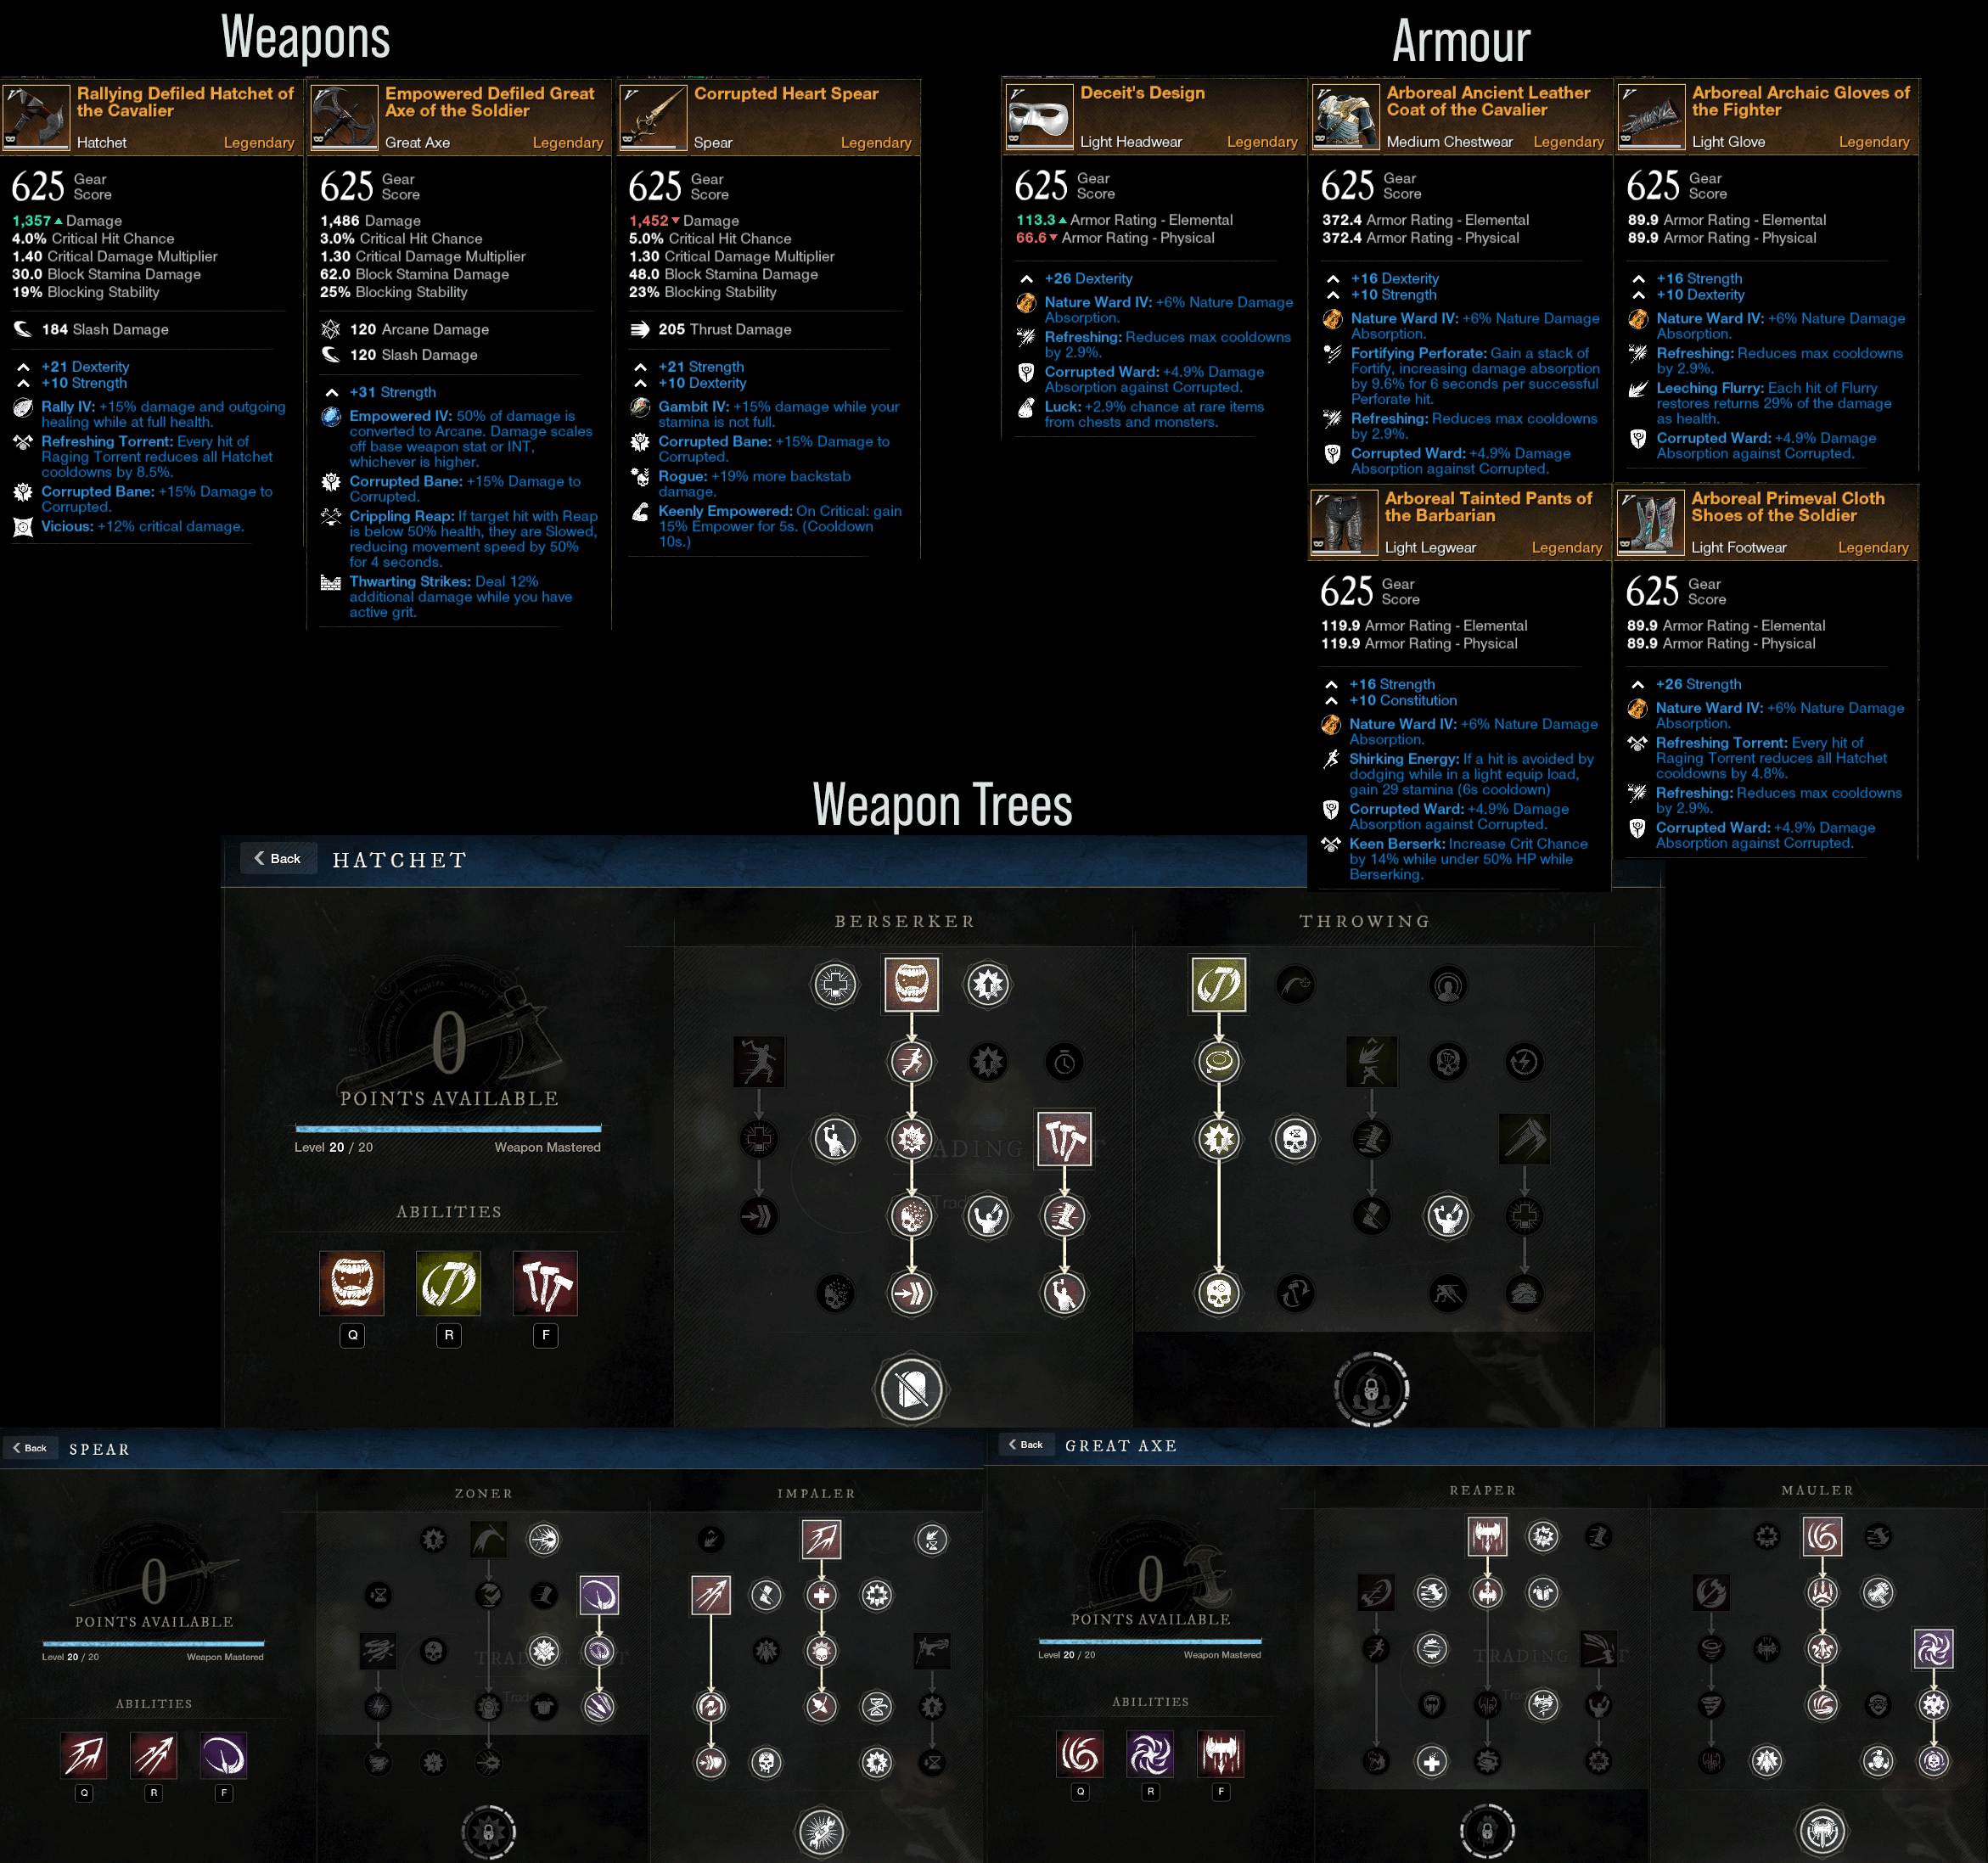 Weapons
Armour
Rallying Defiled Hatchet of
the Cavalier
Hatchet Legendary
625 Gear
Score
1,357 Damage
4.0% Critical Hit Chance
1.40 Critical Damage Multiplier
30.0 Block Stamina Damage
19% Blocking Stability
184 Slash Damage
+21 Dexterity
+10 Strength
Rally IV: +15% damage and outgoing
healing while at full health.
Refreshing Torrent: Every hit of
Raging Torrent reduces all Hatchet
cooldowns by 8.5%.
Corrupted Bane: +15% Damage to
Corrupted.
Vicious: +12% critical damage.
Empowered Defiled Great
Axe of the Soldier
Great Axe Legendary
625 Gear
Score
1,486 Damage
3.0% Critical Hit Chance
1.30 Critical Damage Multiplier
62.0 Block Stamina Damage
25% Blocking Stability
120 Arcane Damage
120 Slash Damage
+31 Strength
Empowered IV: 50% of damage is
converted to Arcane. Damage scales
off base weapon stat or INT,
whichever is higher.
Corrupted Bane: +15% Damage to
Corrupted.
Crippling Reap: If target hit with Reap
is below 50% health, they are Slowed,
reducing movement speed by 50%
for 4 seconds.
Thwarting Strikes: Deal 12%
additional damage while you have
active grit.
Corrupted Heart Spear
Spear Legendary
625 Gear
Score
1,452 Damage
5.0% Critical Hit Chance
1.30 Critical Damage Multiplier
48.0 Block Stamina Damage
23% Blocking Stability
205 Thrust Damage
+21 Strength
+10 Dexterity
Gambit IV: +15% damage while your
stamina is not full.
Corrupted Bane: +15% Damage to
Corrupted.
Rogue: +19% more backstab
damage.
Keenly Empowered: On Critical: gain
15% Empower for 5s. (Cooldown
10s.)
Deceit's Design
Light Headwear Legendary
625 Gear
Score
113.3 Armor Rating - Elemental
66.6 Armor Rating - Physical
+26 Dexterity
Nature Ward IV: +6% Nature Damage
Absorption.
Refreshing: Reduces max cooldowns
by 2.9%.
Corrupted Ward: +4.9% Damage
Absorption against Corrupted.
Luck: +2.9% chance at rare items
from chests and monsters.
Arboreal Ancient Leather
Coat of the Cavalier
Medium Chestwear Legendary
625 Gear
Score
372.4 Armor Rating - Elemental
372.4 Armor Rating - Physical
+16 Dexterity
+10 Strength
Nature Ward IV: +6% Nature Damage
Absorption.
Fortifying Perforate: Gain a stack of
Fortify, increasing damage absorption
by 9.6% for 6 seconds per successful
Perforate hit.
Refreshing: Reduces max cooldowns
by 2.9%.
Corrupted Ward: +4.9% Damage
Absorption against Corrupted.
Arboreal Archaic Gloves of
the Fighter
Light Glove Legendary
625 Gear
Score
89.9 Armor Rating - Elemental
89.9 Armor Rating - Physical
+16 Strength
+10 Dexterity
Nature Ward IV: +6% Nature Damage
Absorption.
Refreshing: Reduces max cooldowns
by 2.9%.
Leeching Flurry: Each hit of Flurry
restores returns 29% of the damage
as health.
Corrupted Ward: +4.9% Damage
Absorption against Corrupted.
Arboreal Tainted Pants of
the Barbarian
Light Legwear Legendary
625 Gear
Score
119.9 Armor Rating - Elemental
119.9 Armor Rating - Physical
+16 Strength
+10 Constitution
Nature Ward IV: +6% Nature Damage
Absorption.
Shirking Energy: If a hit is avoided by
dodging while in a light equip load,
gain 29 stamina (6s cooldown)
Corrupted Ward: +4.9% Damage
Absorption against Corrupted.
Keen Berserk: Increase Crit Chance
by 14% while under 50% HP while
Berserking.
Arboreal Primeval Cloth
Shoes of the Soldier
Light Footwear Legendary
625 Gear
Score
89.9 Armor Rating - Elemental
89.9 Armor Rating - Physical
+26 Strength
Nature Ward IV: +6% Nature Damage
Absorption.
Refreshing Torrent: Every hit of
Raging Torrent reduces all Hatchet
cooldowns by 4.8%.
Refreshing: Reduces max cooldowns
by 2.9%.
Corrupted Ward: +4.9% Damage
Absorption against Corrupted.
Weapon Trees
Back HATCHET
BERSERKER THROWING
0
POINTS AVAILABLE
Level 20 / 20 Weapon Mastered
ABILITIES
Q R F
Back SPEAR
ZONER IMPALER
0
POINTS AVAILABLE
Level 20 / 20 Weapon Mastered
ABILITIES
Q R F
Back GREAT AXE
REAPER MAULER
0
POINTS AVAILABLE
Level 20 / 20 Weapon Mastered
ABILITIES
Q R F